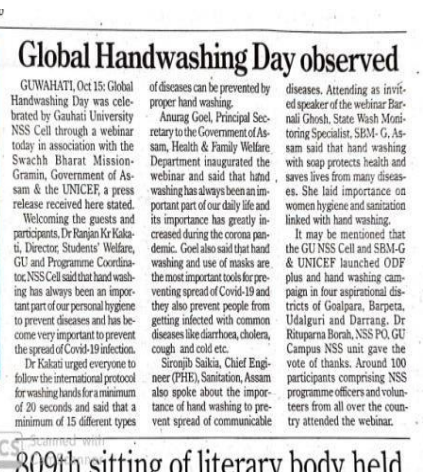 Global Handwashing Day observed
GUWAHATI, Oct 15: Global
Handwashing Day was cele-
brated by Gauhati University
NSS Cell through a webinar
today in association with the
Swachh Bharat Mission-
Gramin, Government of As-
sam & the UNICEF, a press
release received here stated.
Welcoming the guests and
participants, Dr Ranjan Kr Kaka-
ti, Director, Students' Welfare,
GU and Programme Coordina-
tor, NSS Cell said that hand wash-
ing has always been an impor-
tant part of our personal hygiene
to prevent diseases and has be-
come very important to prevent
the spread of Covid-19 infection.
Dr Kakati urged everyone to
follow the international protocol
for washing hands for a minimum
of 20 seconds and said that a
minimum of 15 different types
of diseases can be prevented by
proper hand washing.
Anurag Goel, Principal Sec-
retary to the Government of As-
sam, Health & Family Welfare
Department inaugurated the
webinar and said that hand
washing has always been an im-
portant part of our daily life and
its importance has greatly in-
creased during the corona pan-
demic. Goel also said that hand
washing and use of masks are
the most important tools for pre-
venting spread of Covid-19 and
they also prevent people from
getting infected with common
diseases like diarrhoea, cholera,
cough and cold etc.
Sironjib Saikia, Chief Engi-
neer (PHE), Sanitation, Assam
also spoke about the impor-
tance of hand washing to pre-
vent spread of communicable
diseases. Attending as invit-
ed speaker of the webinar Bar-
nali Ghosh, State Wash Moni-
toring Specialist, SBM- G, As-
sam said that hand washing
with soap protects health and
saves lives from many diseas-
es. She laid importance on
women hygiene and sanitation
linked with hand washing.
It may be mentioned that
the GU NSS Cell and SBM-G
& UNICEF launched ODF
plus and hand washing cam-
paign in four aspirational dis-
tricts of Goalpara, Barpeta,
Udalguri and Darrang. Dr
Rituparna Borah, NSS PO, GU
Campus NSS unit gave the
vote of thanks. Around 100
participants comprising NSS
programme officers and volun-
teers from all over the coun-
try attended the webinar.
CS Scanned with
809th sitting of literary body held